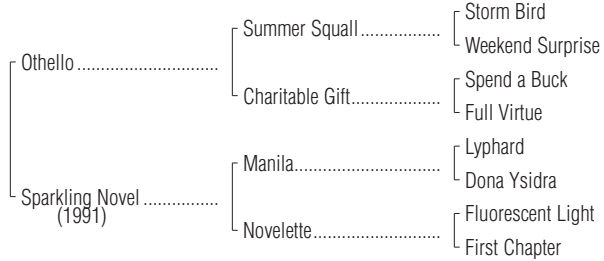 Storm Bird
Summer Squall..................
Weekend Surprise
Othello ................................
Spend a Buck
Charitable Gift....................
Full Virtue
Lyphard
Manila.................................
Dona Ysidra
Sparkling Novel .................
(1991)
Fluorescent Light
Novelette............................
First Chapter